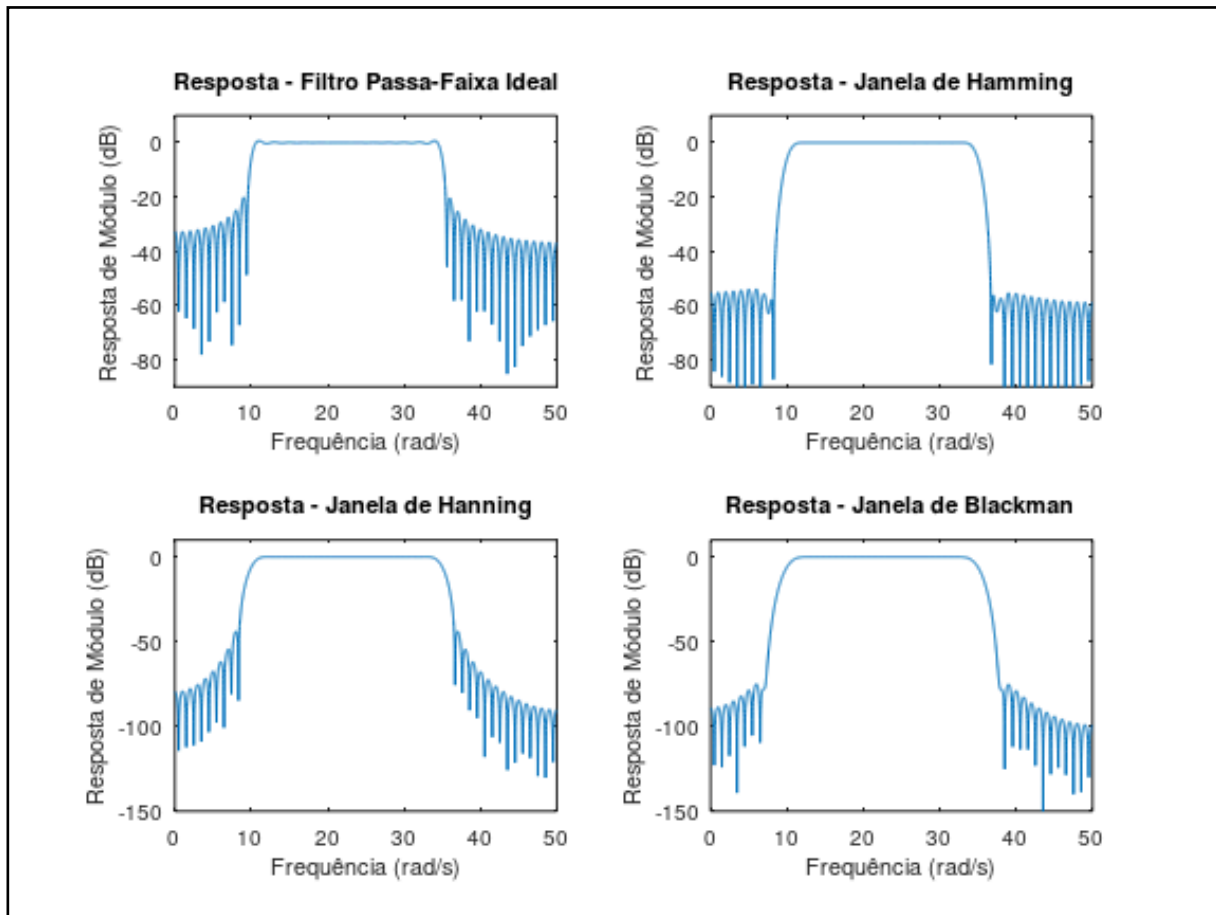 Resposta - Filtro Passa-Faixa Ideal
Resposta de Módulo (dB)
0
-20
-40
-60
-80
0 10 20 30 40 50
Frequência (rad/s)
Resposta - Janela de Hamming
Resposta de Módulo (dB)
0
-20
-40
-60
-80
0 10 20 30 40 50
Frequência (rad/s)
Resposta - Janela de Hanning
Resposta de Módulo (dB)
0
-50
-100
-150
0 10 20 30 40 50
Frequência (rad/s)
Resposta - Janela de Blackman
Resposta de Módulo (dB)
0
-50
-100
-150
0 10 20 30 40 50
Frequência (rad/s)